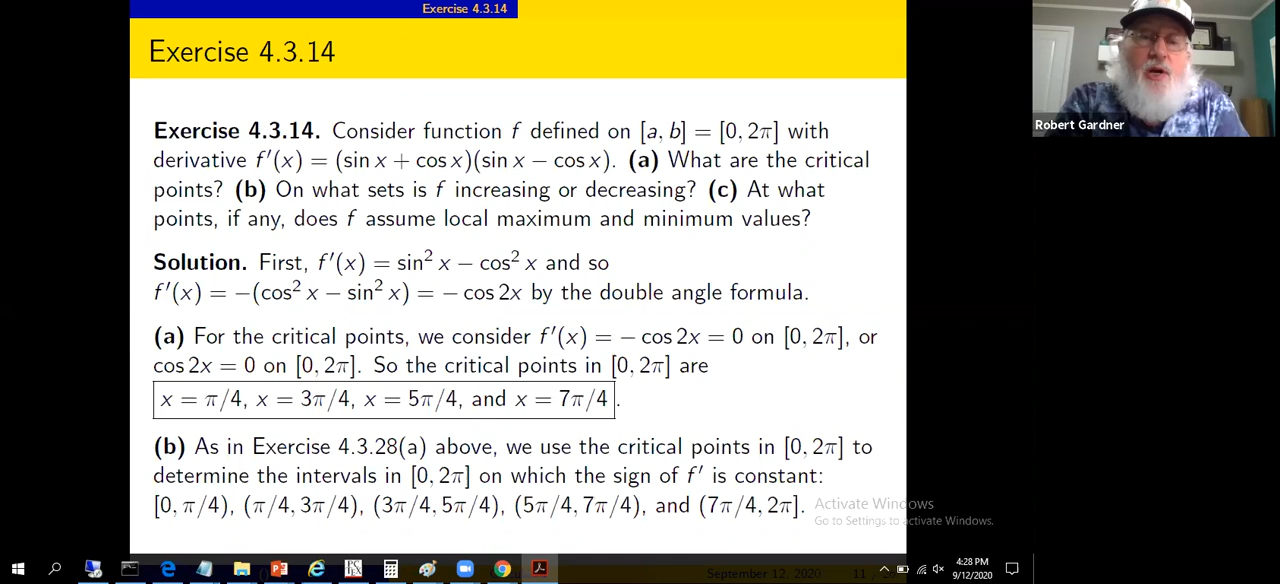 Exercise 4.3.14
Exercise 4.3.14
Exercise 4.3.14. Consider function f defined on [a, b] = [0, 2π] with
derivative f′(x) = (sin x + cos x)(sin x − cos x). (a) What are the critical
points? (b) On what sets is f increasing or decreasing? (c) At what
points, if any, does f assume local maximum and minimum values?
Solution. First, f′(x) = sin² x − cos² x and so
f′(x) = −(cos² x − sin² x) = − cos 2x by the double angle formula.
(a) For the critical points, we consider f′(x) = − cos 2x = 0 on [0, 2π], or
cos 2x = 0 on [0, 2π]. So the critical points in [0, 2π] are
x = π/4, x = 3π/4, x = 5π/4, and x = 7π/4.
(b) As in Exercise 4.3.28(a) above, we use the critical points in [0, 2π] to
determine the intervals in [0, 2π] on which the sign of f′ is constant:
[0, π/4), (π/4, 3π/4), (3π/4, 5π/4), (5π/4, 7π/4), and (7π/4, 2π].
Robert Gardner
Activate Windows
Go to Settings to activate Windows.
September 12, 2020 11
4:28 PM
9/12/2020